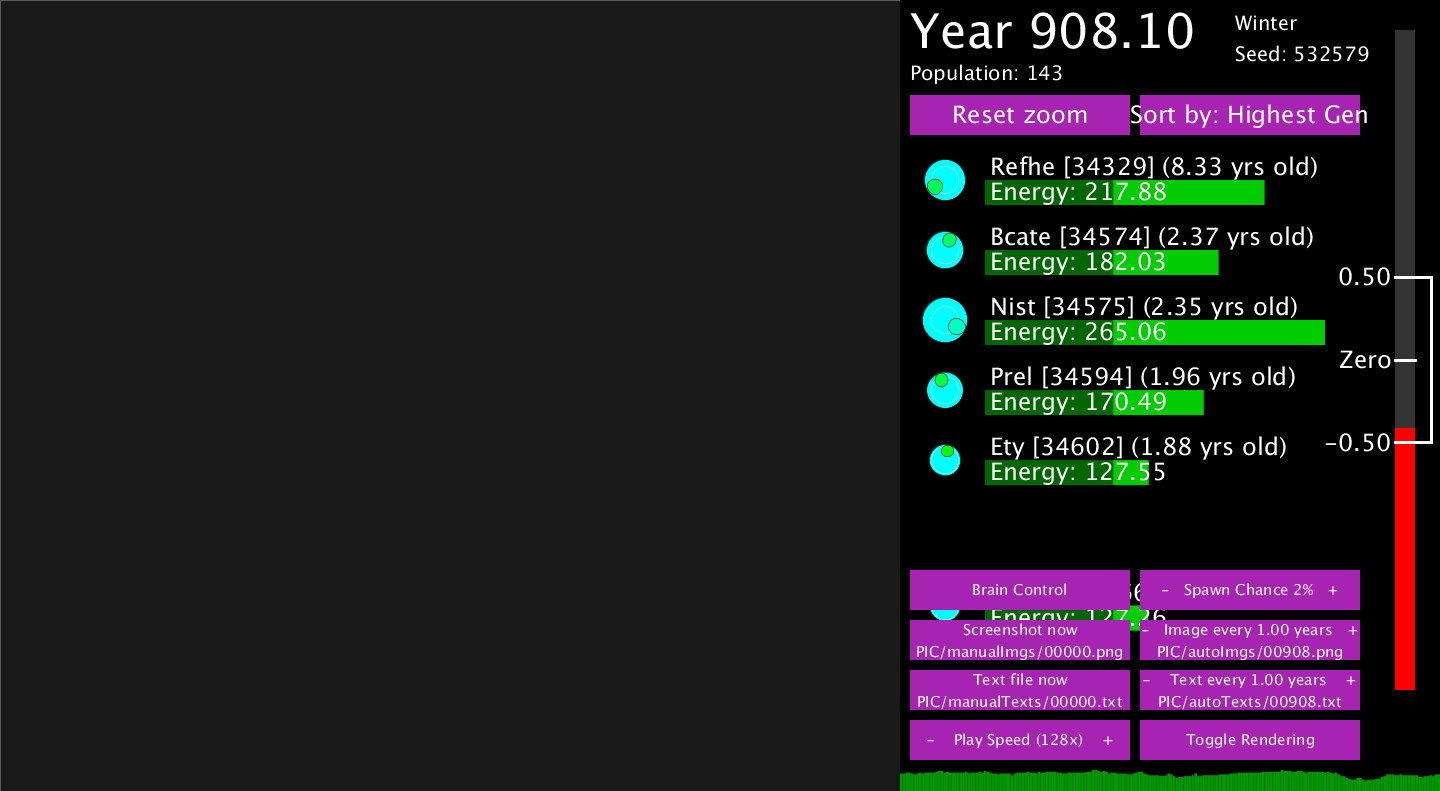 Year 908.10
Winter
Seed: 532579
Population: 143
Reset zoom
Sort by: Highest Gen
Refhe [34329] (8.33 yrs old)
Energy: 217.88
Bcate [34574] (2.37 yrs old)
Energy: 182.03
Nist [34575] (2.35 yrs old)
Energy: 265.06
Prel [34594] (1.96 yrs old)
Energy: 170.49
Ety [34602] (1.88 yrs old)
Energy: 127.55
0.50
Zero
-0.50
Brain Control
- Spawn Chance 2% +
Energy: 127.26
Screenshot now
PIC/manualImgs/00000.png
- Image every 1.00 years +
PIC/autoImgs/00908.png
Text file now
PIC/manualTexts/00000.txt
- Text every 1.00 years +
PIC/autoTexts/00908.txt
- Play Speed (128x) +
Toggle Rendering